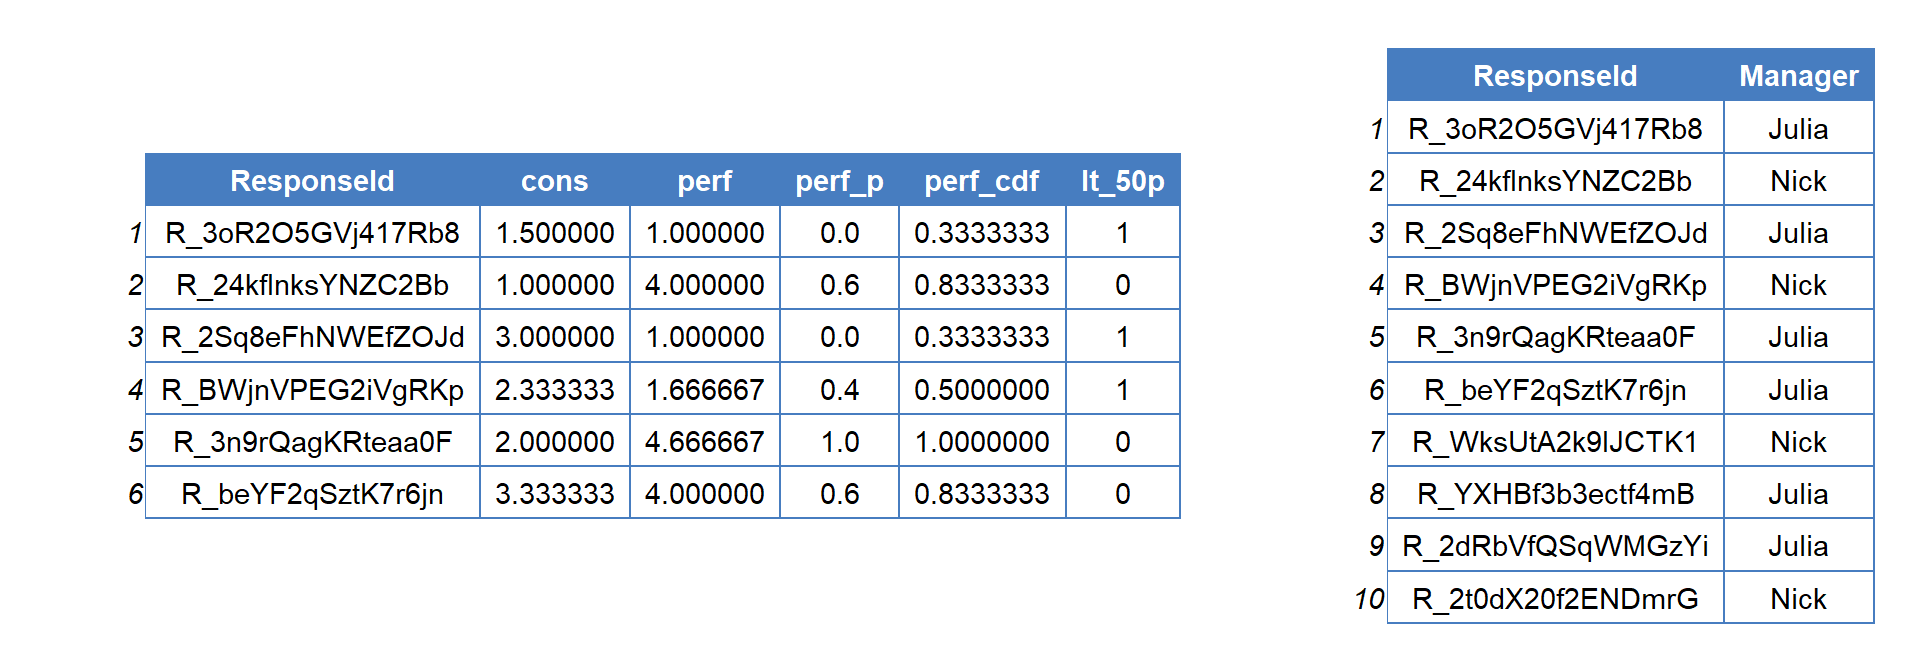 ResponseId cons perf perf_p perf_cdf lt_50p
1 R_3oR2O5GVj417Rb8 1.500000 1.000000 0.0 0.3333333 1
2 R_24kflnksYNZC2Bb 1.000000 4.000000 0.6 0.8333333 0
3 R_2Sq8eFhNWEfZOJd 3.000000 1.000000 0.0 0.3333333 1
4 R_BWjnVPEG2iVgRKp 2.333333 1.666667 0.4 0.5000000 1
5 R_3n9rQagKRteaa0F 2.000000 4.666667 1.0 1.0000000 0
6 R_beYF2qSztK7r6jn 3.333333 4.000000 0.6 0.8333333 0
ResponseId Manager
1 R_3oR2O5GVj417Rb8 Julia
2 R_24kflnksYNZC2Bb Nick
3 R_2Sq8eFhNWEfZOJd Julia
4 R_BWjnVPEG2iVgRKp Nick
5 R_3n9rQagKRteaa0F Julia
6 R_beYF2qSztK7r6jn Julia
7 R_WksUtA2k9lJCTK1 Nick
8 R_YXHBf3b3ectf4mB Julia
9 R_2dRbVfQSqWMGzYi Julia
10 R_2t0dX20f2ENDmrG Nick